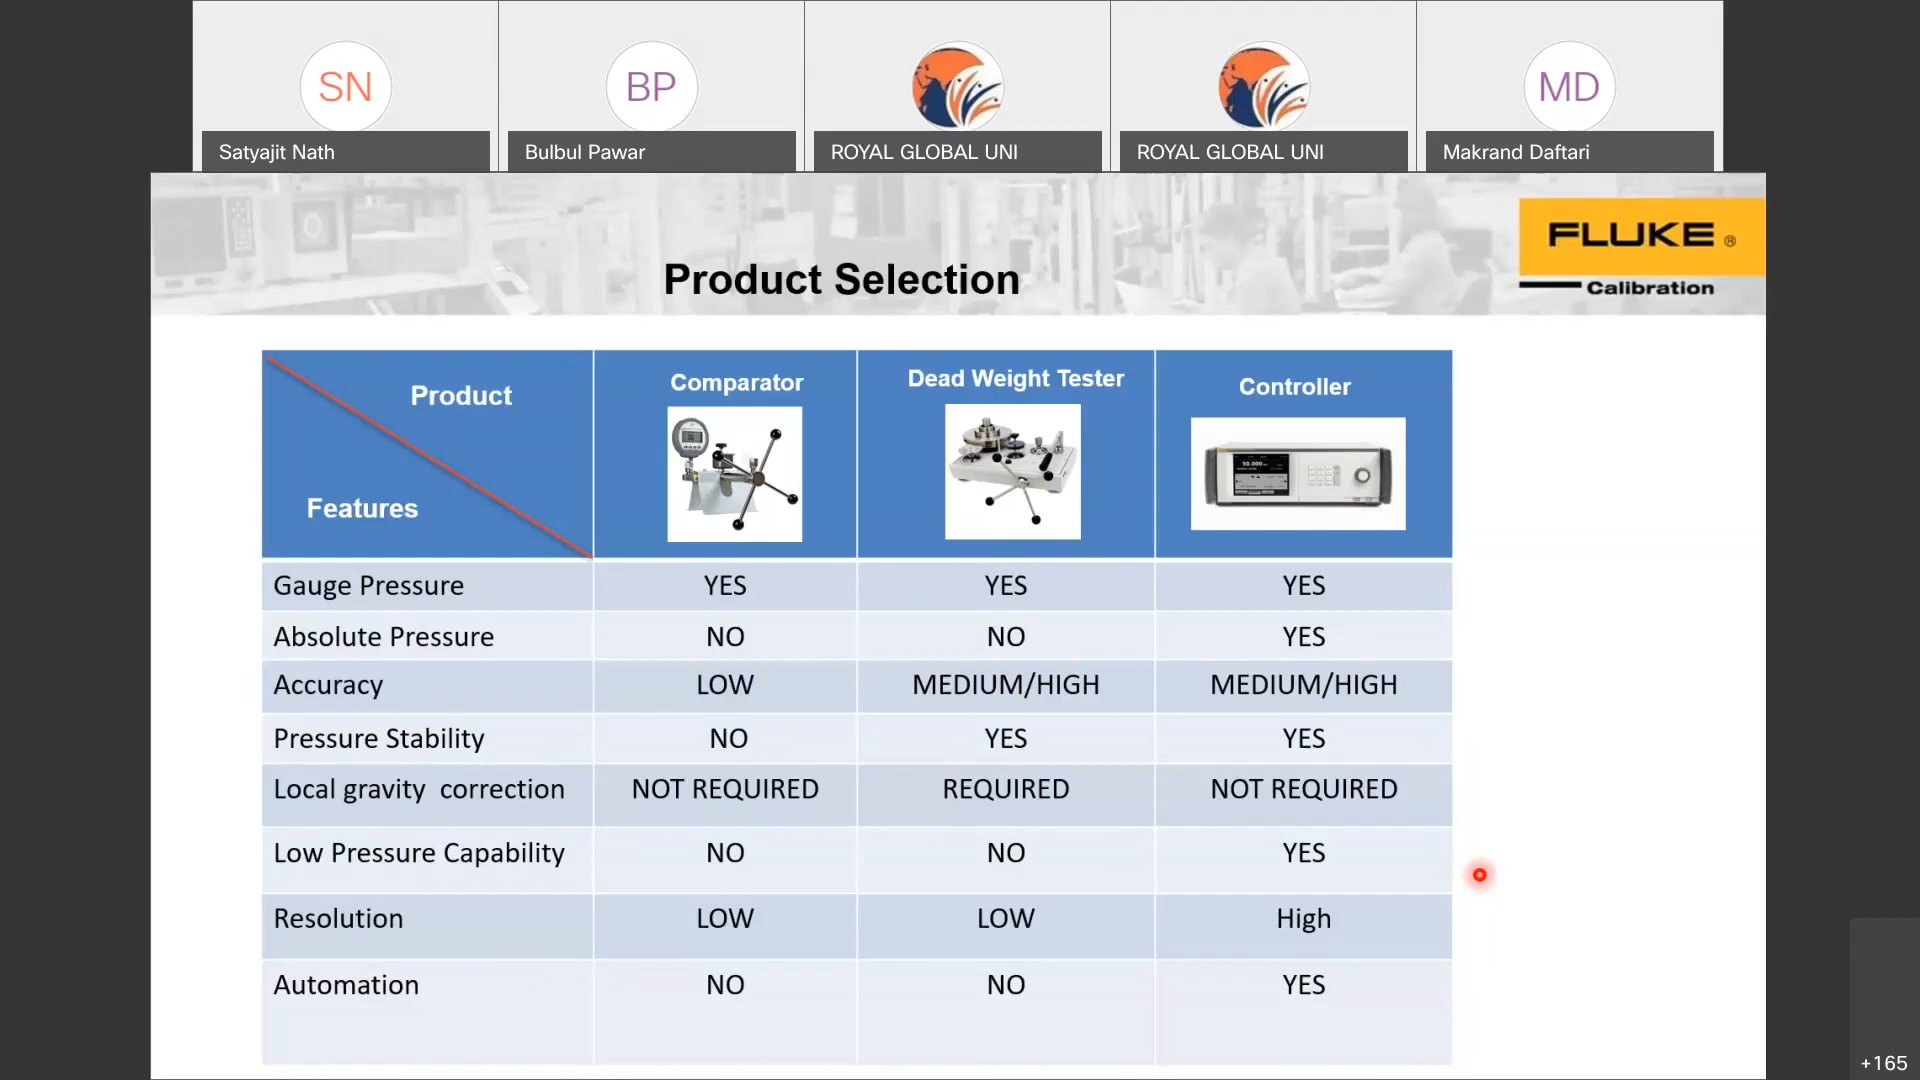 SN
BP
MD
Satyajit Nath
Bulbul Pawar
ROYAL GLOBAL UNI
ROYAL GLOBAL UNI
Makrand Daftari
FLUKE ®
Calibration
Product Selection
Product
Features
Comparator
Dead Weight Tester
Controller
Gauge Pressure YES YES YES
Absolute Pressure NO NO YES
Accuracy LOW MEDIUM/HIGH MEDIUM/HIGH
Pressure Stability NO YES YES
Local gravity correction NOT REQUIRED REQUIRED NOT REQUIRED
Low Pressure Capability NO NO YES
Resolution LOW LOW High
Automation NO NO YES
+165